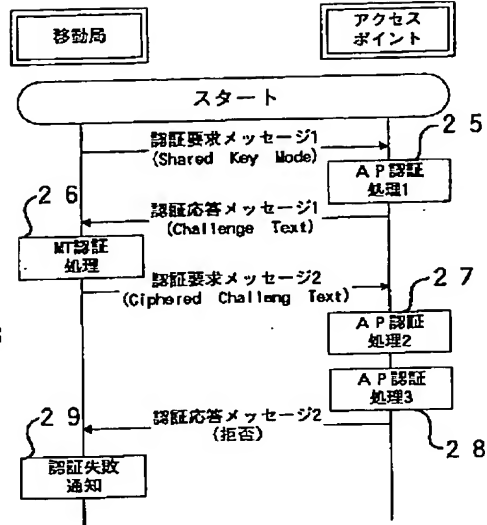 移動局
アクセス
ポイント
スタート
認証要求メッセージ1
(Shared Key Mode)
25
AP認証
処理1
26
認証応答メッセージ1
(Challenge Text)
MT認証
処理
認証要求メッセージ2
(Ciphered Challang Text)
27
AP認証
処理2
AP認証
処理3
29
認証応答メッセージ2
(拒否)
28
認証失敗
通知